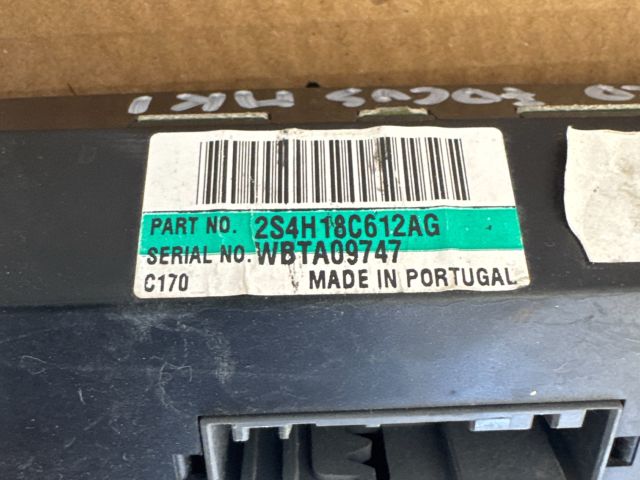 FOCUS MK1
PART NO. 2S4H18C612AG
SERIAL NO. WBTA09747
C170 MADE IN PORTUGAL